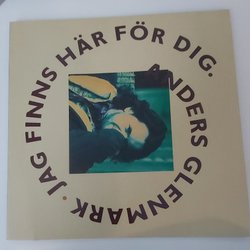 JAG FINNS HÄR FÖR DIG.
ANDERS GLENMARK·